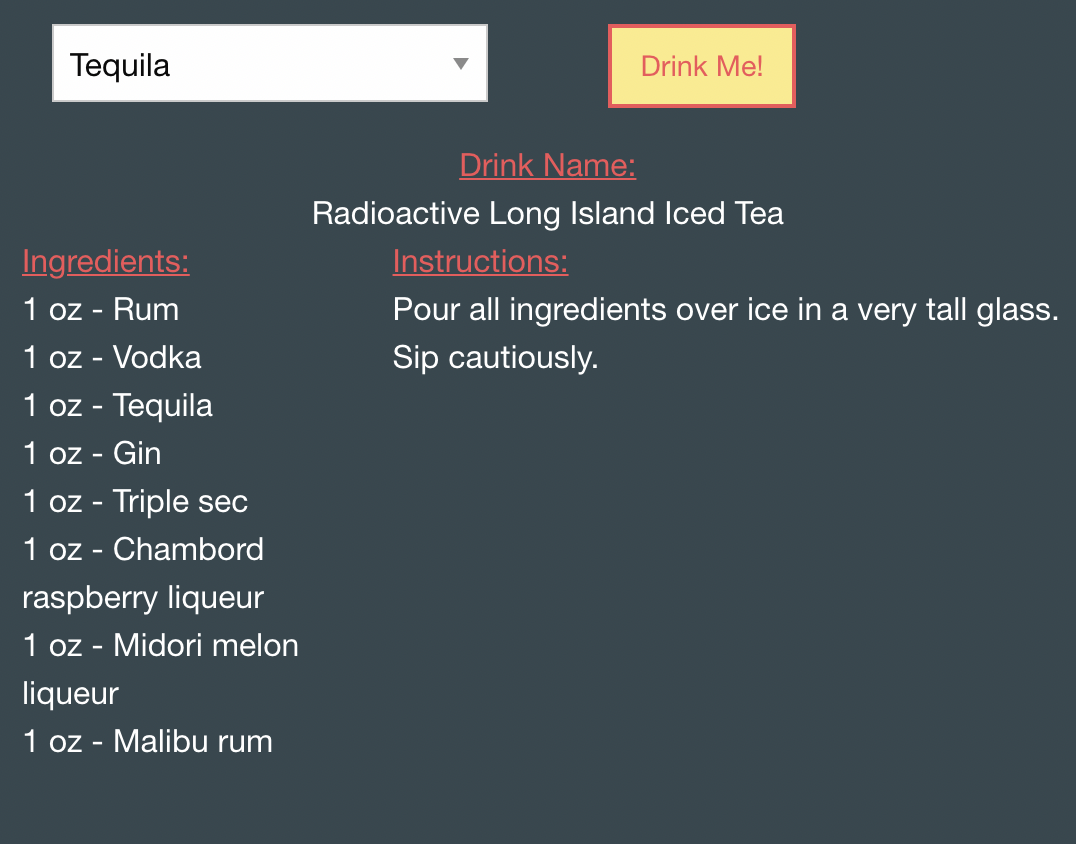 Tequila
Drink Me!
Drink Name:
Radioactive Long Island Iced Tea
Ingredients:
1 oz - Rum
1 oz - Vodka
1 oz - Tequila
1 oz - Gin
1 oz - Triple sec
1 oz - Chambord
raspberry liqueur
1 oz - Midori melon
liqueur
1 oz - Malibu rum
Instructions:
Pour all ingredients over ice in a very tall glass.
Sip cautiously.